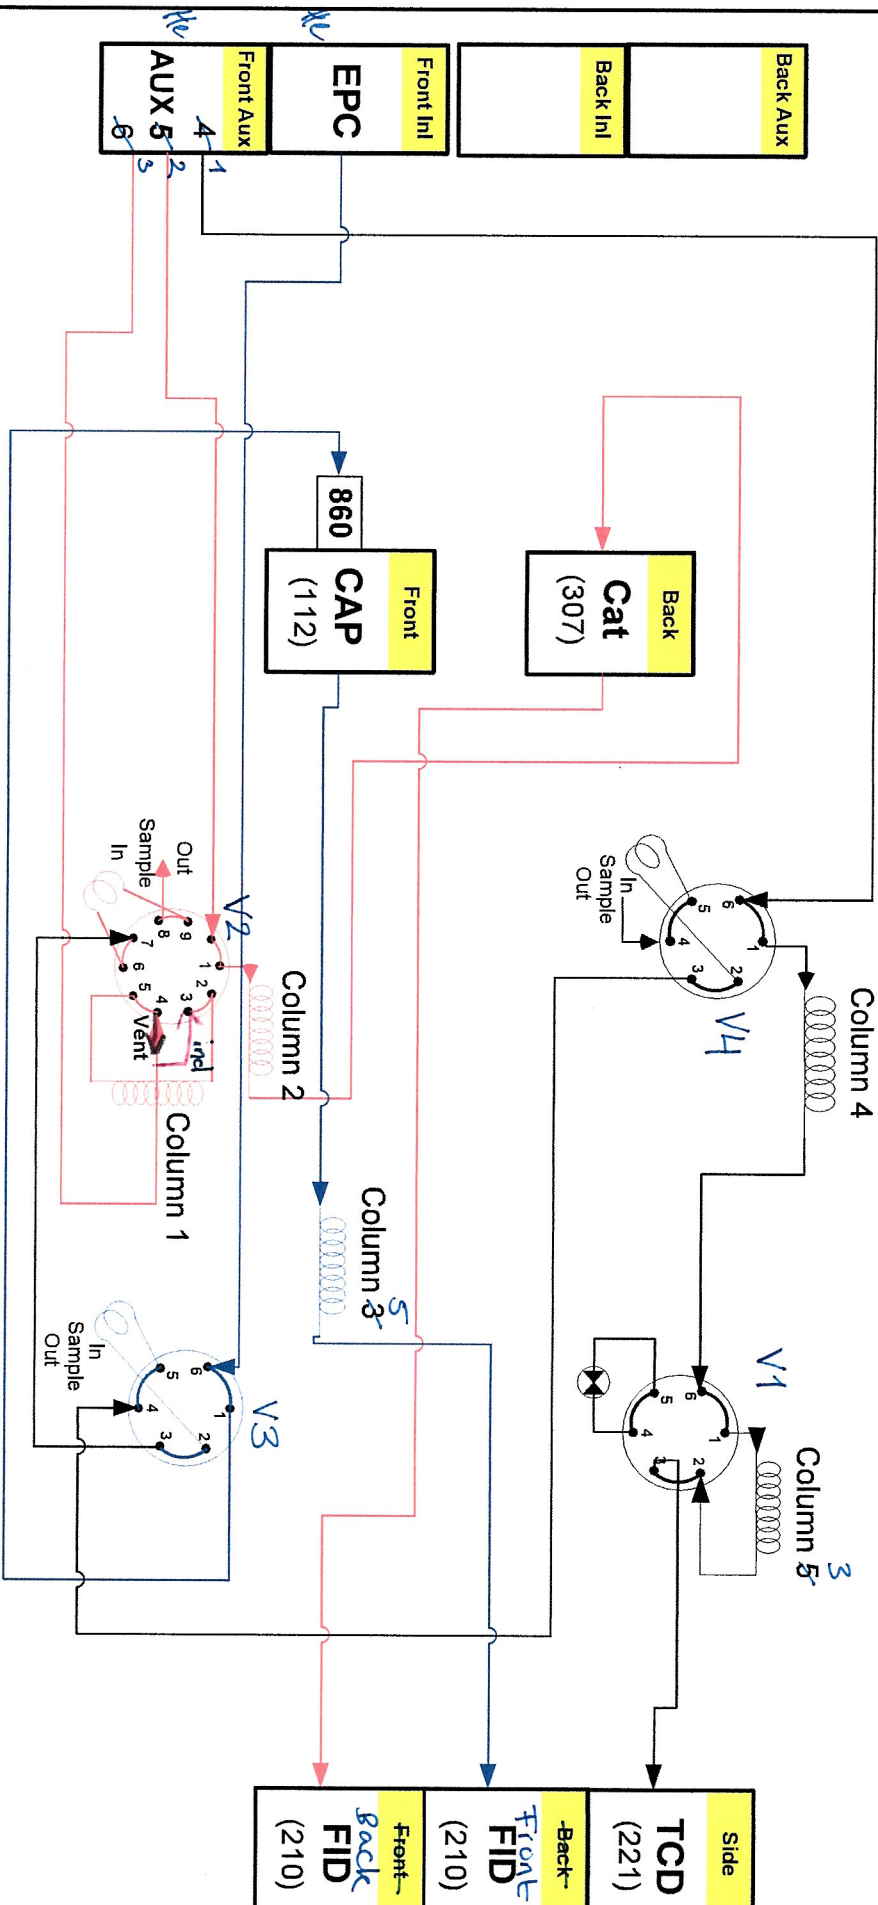 He
He
Front Aux
AUX
4 1
5 2
6 3
Front Inl
EPC
Back Inl
Back Aux
860
Front
CAP
(112)
Back
Cat
(307)
V4
1
2
3
4
5
6
In
Sample
Out
Column 4
V1
1
2
3
4
5
6
Column 5 3
V2
1
2
3
4
5
6
7
8
9
Out
Sample
In
Vent
Column 2
Column 1
Column 3 5
V3
1
2
3
4
5
6
In
Sample
Out
Side
TCD
(221)
Back
Front
FID
(210)
Front
Back
FID
(210)